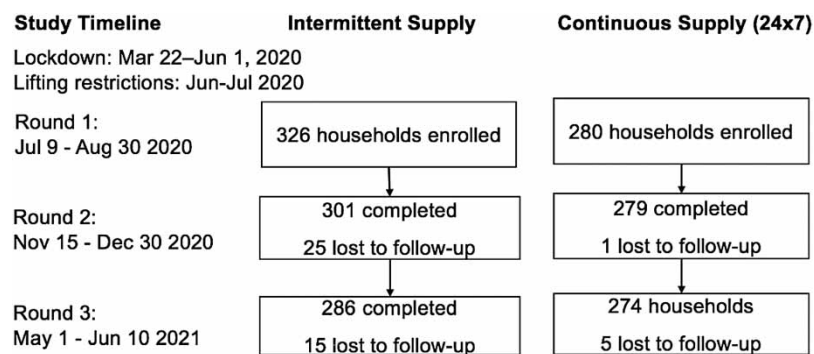 Study Timeline
Intermittent Supply
Continuous Supply (24x7)
Lockdown: Mar 22–Jun 1, 2020
Lifting restrictions: Jun-Jul 2020
Round 1:
Jul 9 - Aug 30 2020
326 households enrolled
280 households enrolled
Round 2:
Nov 15 - Dec 30 2020
301 completed
25 lost to follow-up
279 completed
1 lost to follow-up
Round 3:
May 1 - Jun 10 2021
286 completed
15 lost to follow-up
274 households
5 lost to follow-up